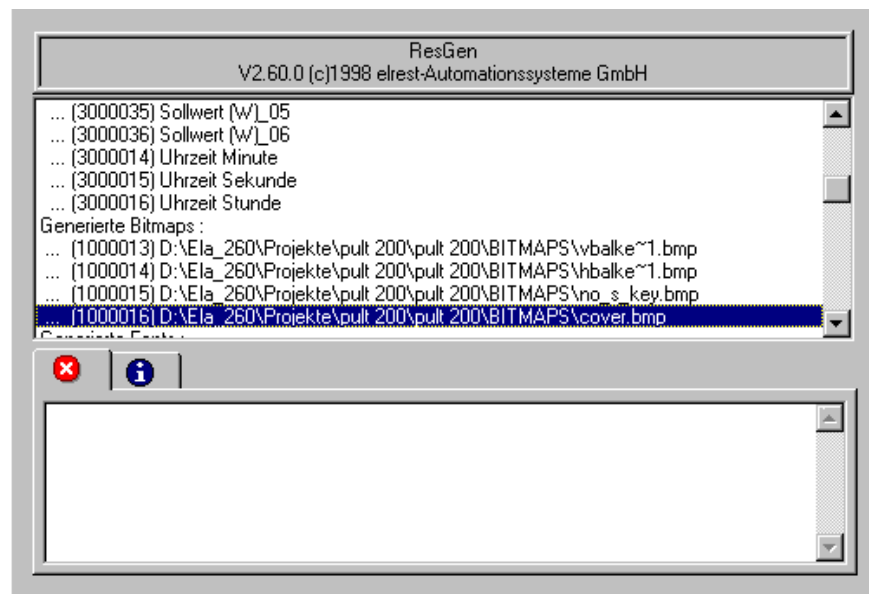 ResGen
V2.60.0 (c)1998 elrest-Automationssysteme GmbH
... (3000035) Sollwert (W)_05
... (3000036) Sollwert (W)_06
... (3000014) Uhrzeit Minute
... (3000015) Uhrzeit Sekunde
... (3000016) Uhrzeit Stunde
Generierte Bitmaps :
... (1000013) D:\Ela_260\Projekte\pult 200\pult 200\BITMAPS\vbalke~1.bmp
... (1000014) D:\Ela_260\Projekte\pult 200\pult 200\BITMAPS\hbalke~1.bmp
... (1000015) D:\Ela_260\Projekte\pult 200\pult 200\BITMAPS\no_s_key.bmp
... (1000016) D:\Ela_260\Projekte\pult 200\pult 200\BITMAPS\cover.bmp